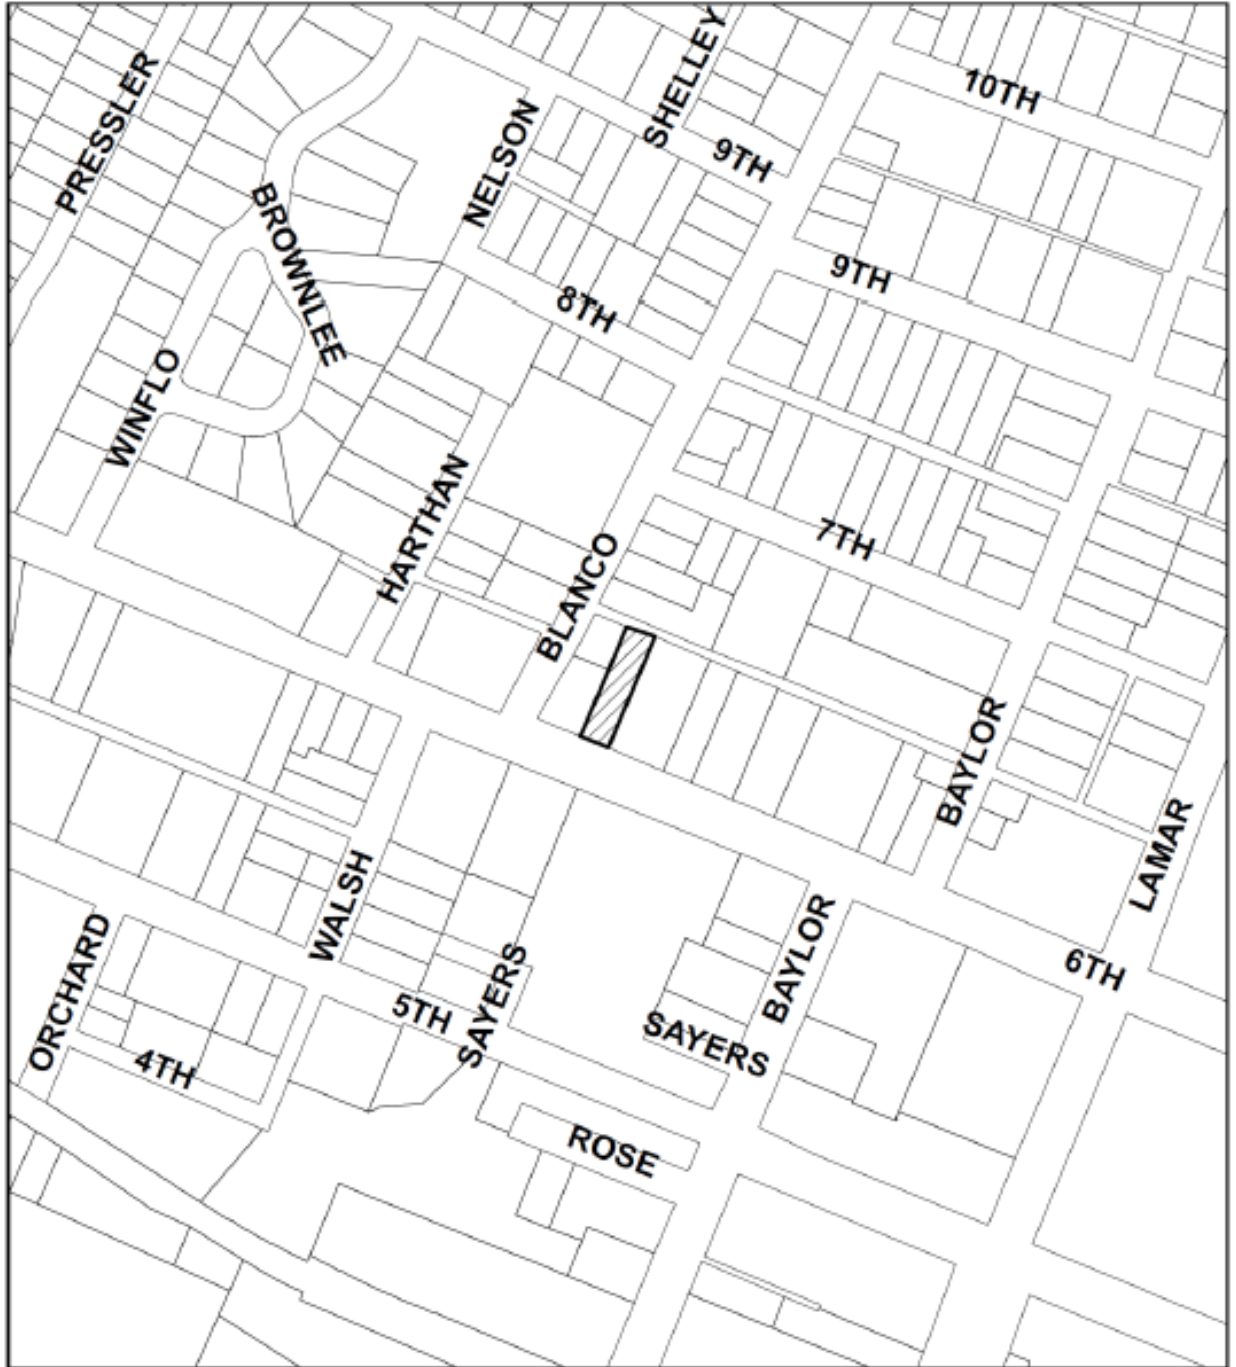 SHELLEY
10TH
PRESSLER
NELSON
9TH
BROWNLEE
9TH
8TH
WINFLO
HARTHAN
7TH
BLANCO
BAYLOR
LAMAR
WALSH
BAYLOR
ORCHARD
SAYERS
6TH
5TH
SAYERS
4TH
ROSE